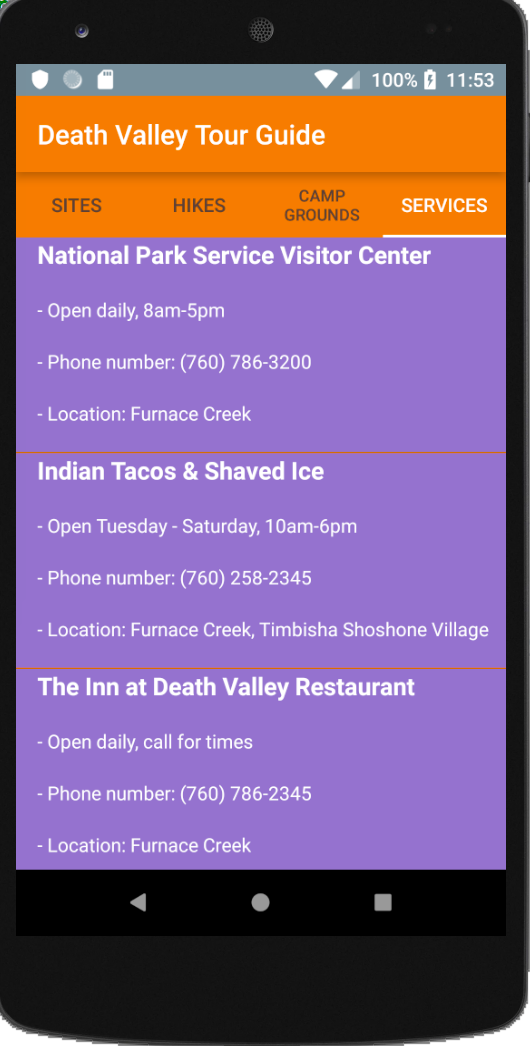 100% 11:53
Death Valley Tour Guide
SITES
HIKES
CAMP
GROUNDS
SERVICES
National Park Service Visitor Center
- Open daily, 8am-5pm
- Phone number: (760) 786-3200
- Location: Furnace Creek
Indian Tacos & Shaved Ice
- Open Tuesday - Saturday, 10am-6pm
- Phone number: (760) 258-2345
- Location: Furnace Creek, Timbisha Shoshone Village
The Inn at Death Valley Restaurant
- Open daily, call for times
- Phone number: (760) 786-2345
- Location: Furnace Creek